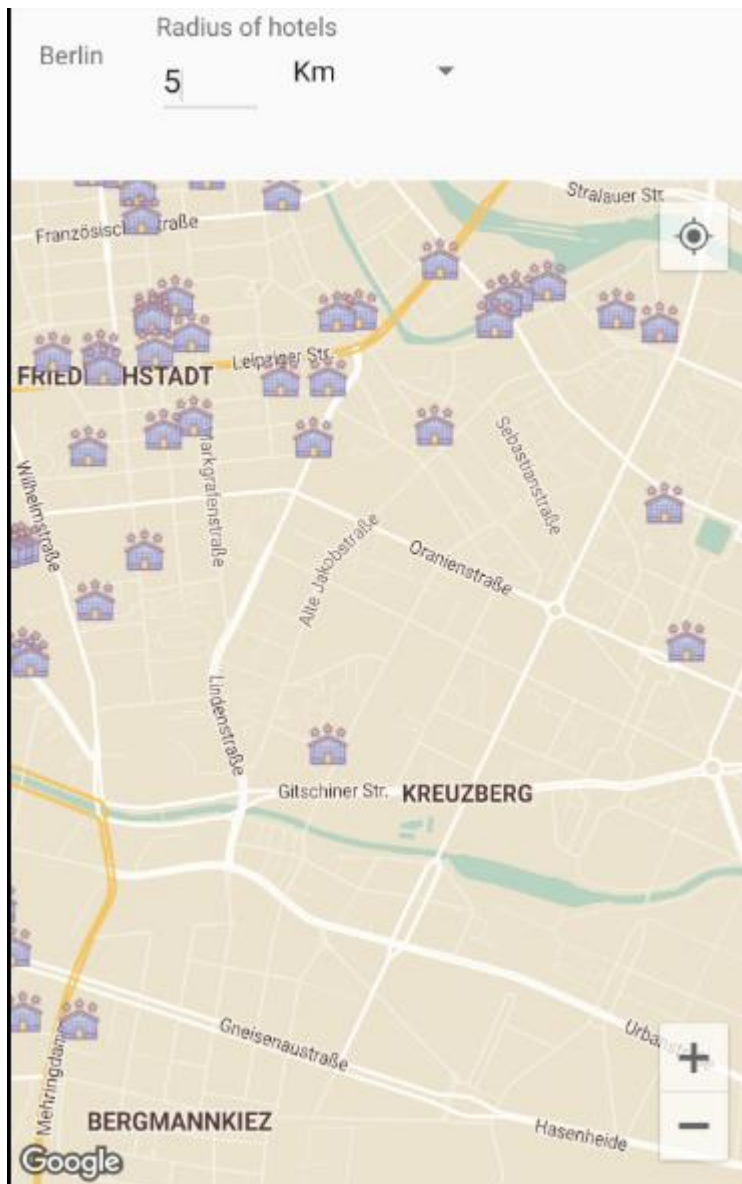 Radius of hotels
Berlin
5
Km
Stralauer Str.
Leipziger Str.
Sebastianstraße
Wilhelmstraße
Markgrafenstraße
Alte Jakobstraße
Oranienstraße
Lindenstraße
Gitschiner Str.
KREUZBERG
Gneisenaustraße
Mehringdamm
BERGMANNKIEZ
Hasenheide
Google